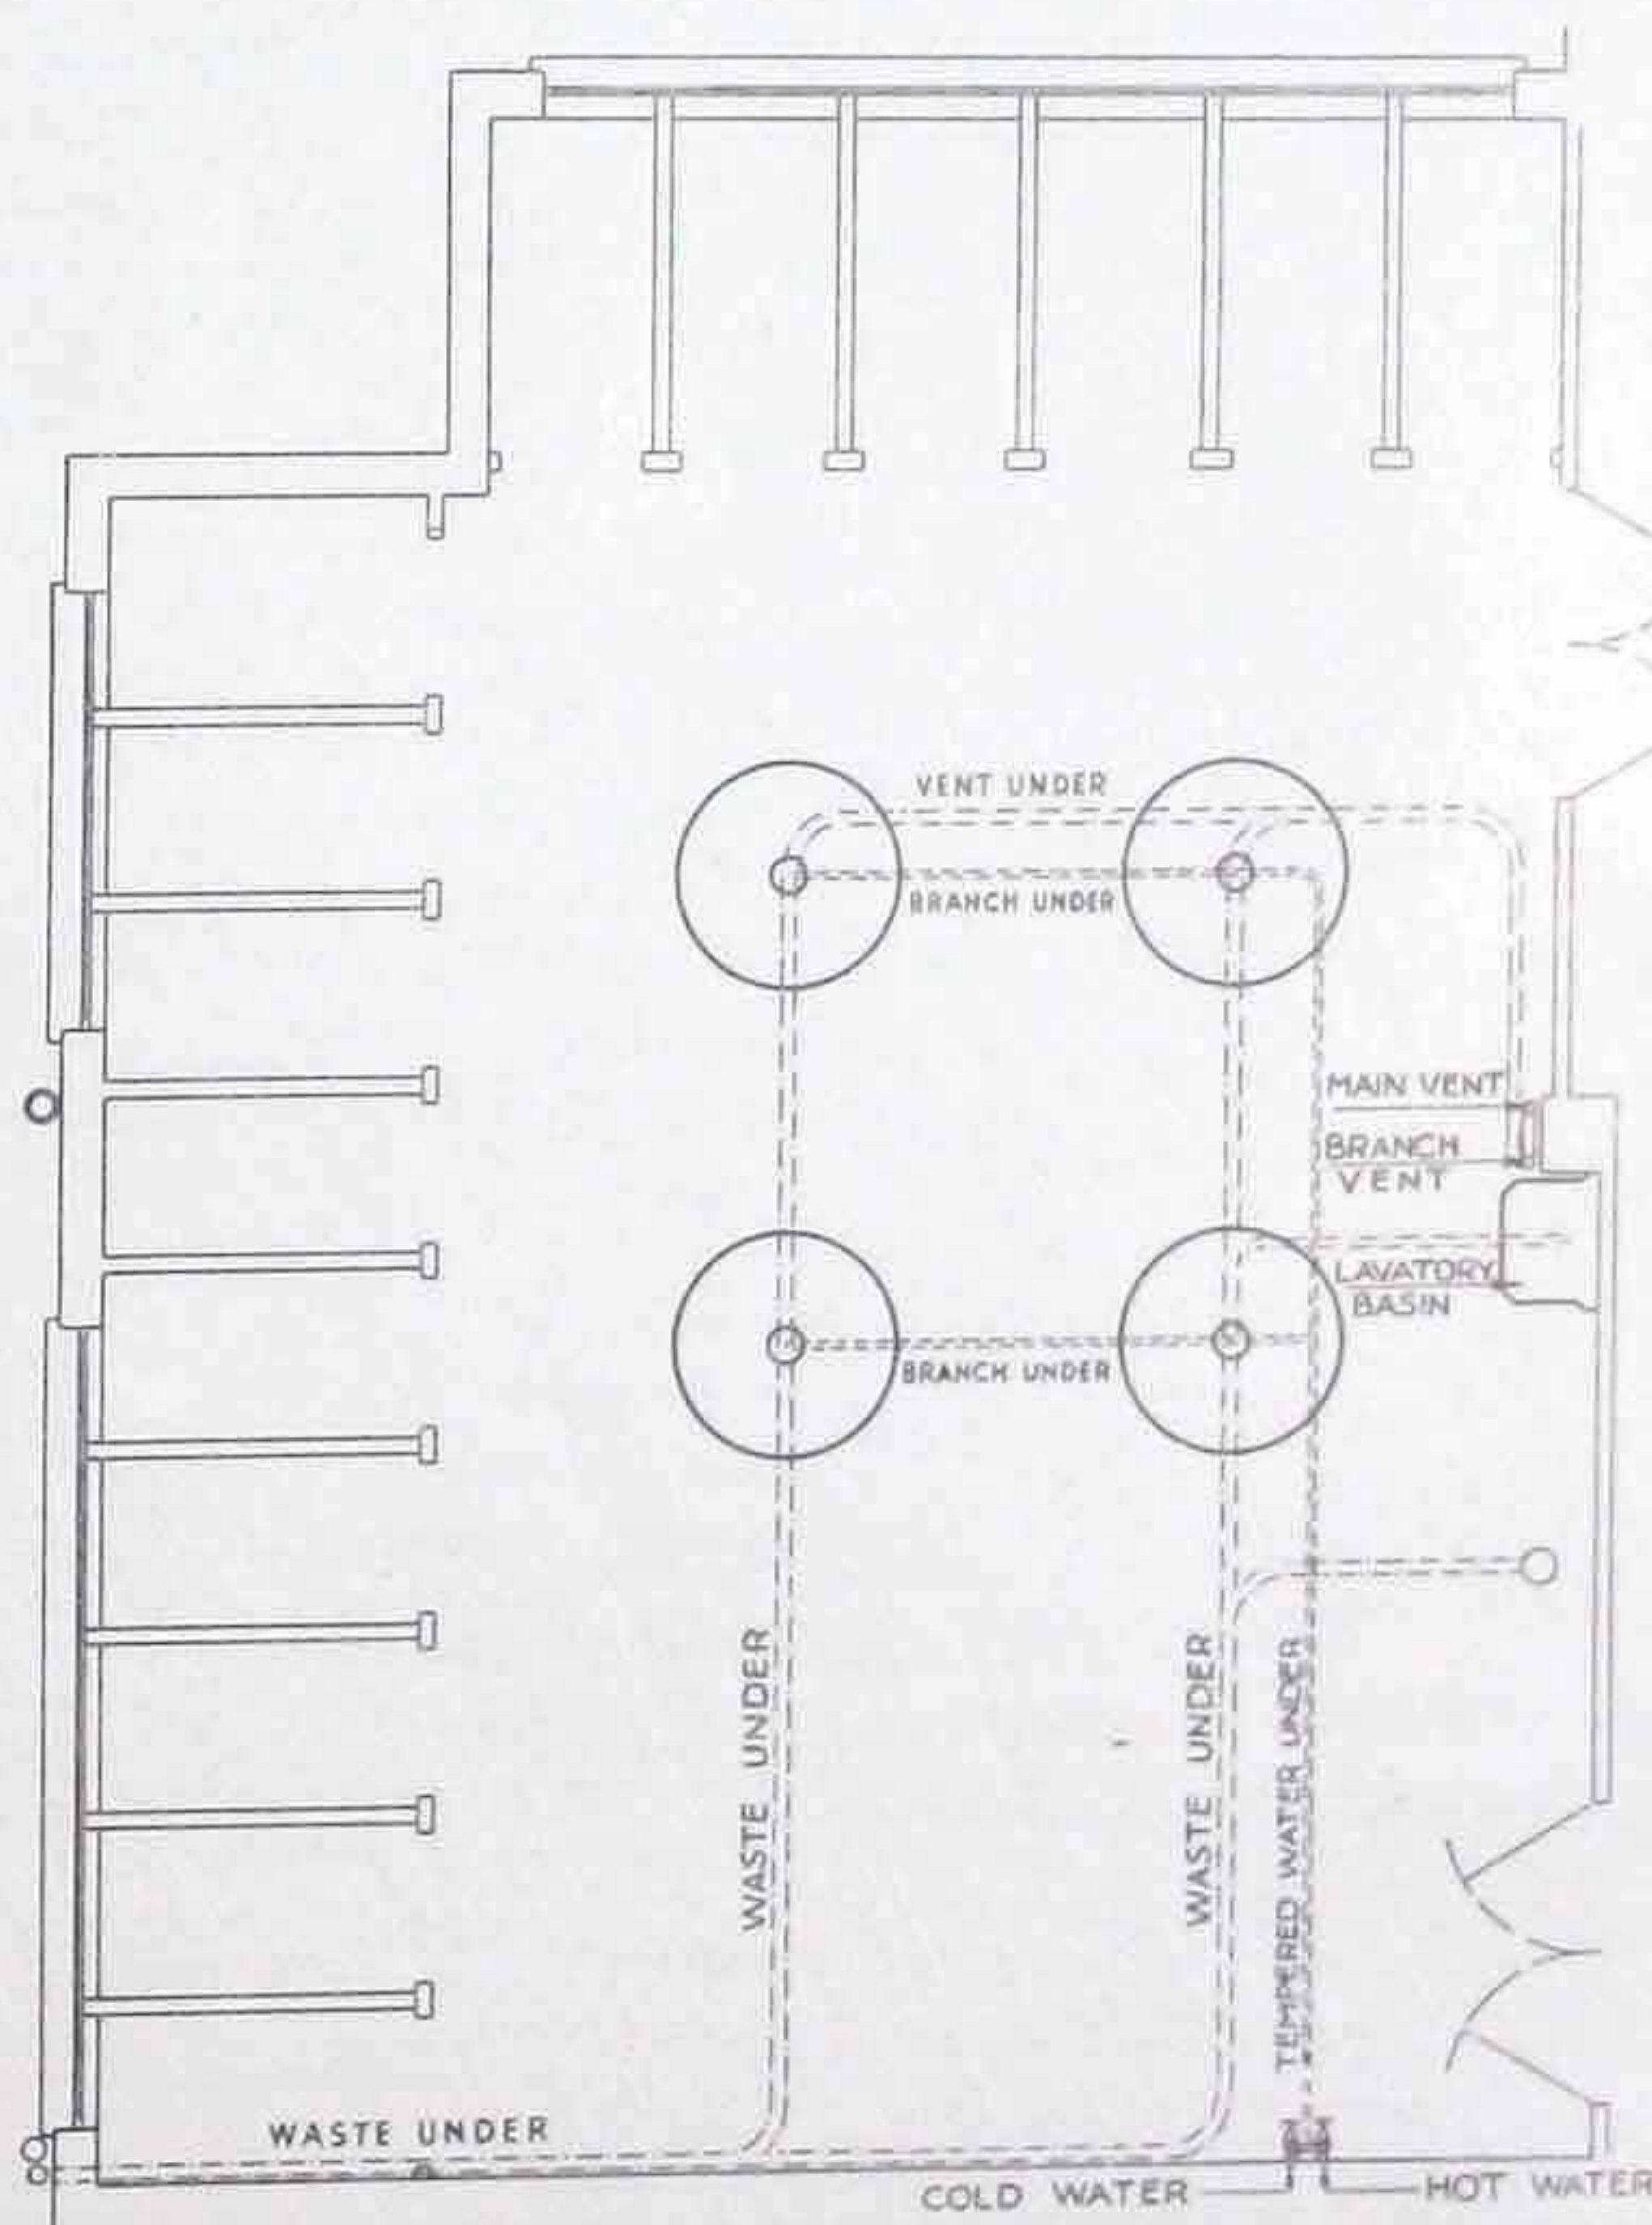 VENT UNDER
BRANCH UNDER
MAIN VENT
BRANCH
VENT
LAVATORY
BASIN
BRANCH UNDER
WASTE UNDER
WASTE UNDER
TEMPERED WATER UNDER
WASTE UNDER
COLD WATER
HOT WATER